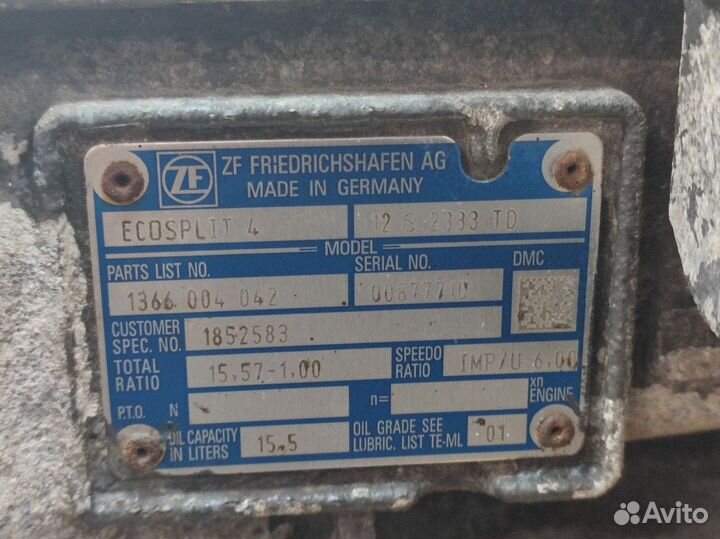 ZF FRIEDRICHSHAFEN AG
MADE IN GERMANY
ECOSPLIT 4 12 S 2333 TD
MODEL
PARTS LIST NO. SERIAL NO. DMC
1366 004 042 00877710
CUSTOMER SPEC. NO. 1852583
TOTAL RATIO 15,57-1,00 SPEEDO RATIO IMP/U 6,00
P.T.O. N n= xn ENGINE
OIL CAPACITY IN LITERS 15,5 OIL GRADE SEE LUBRIC. LIST TE-ML 01
Avito